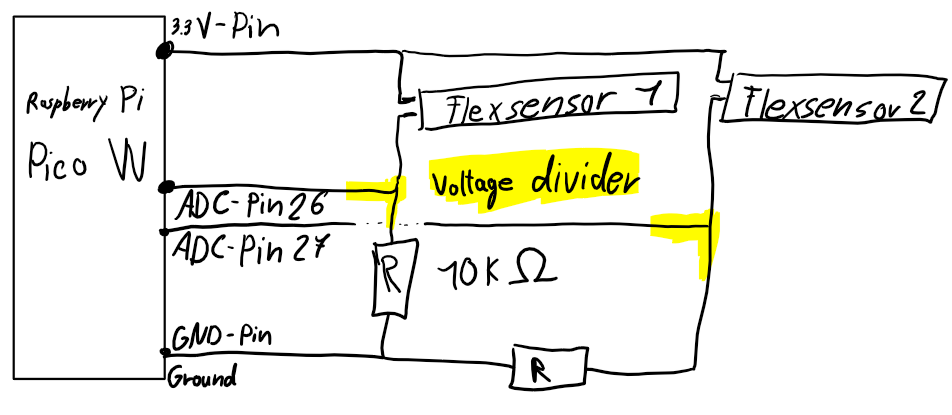 3.3 V-Pin
Raspberry Pi
Pico W
Flexsensor 1
Flexsensor 2
Voltage divider
ADC-Pin 26
ADC-Pin 27
R
10K Ω
GND-Pin
Ground
R